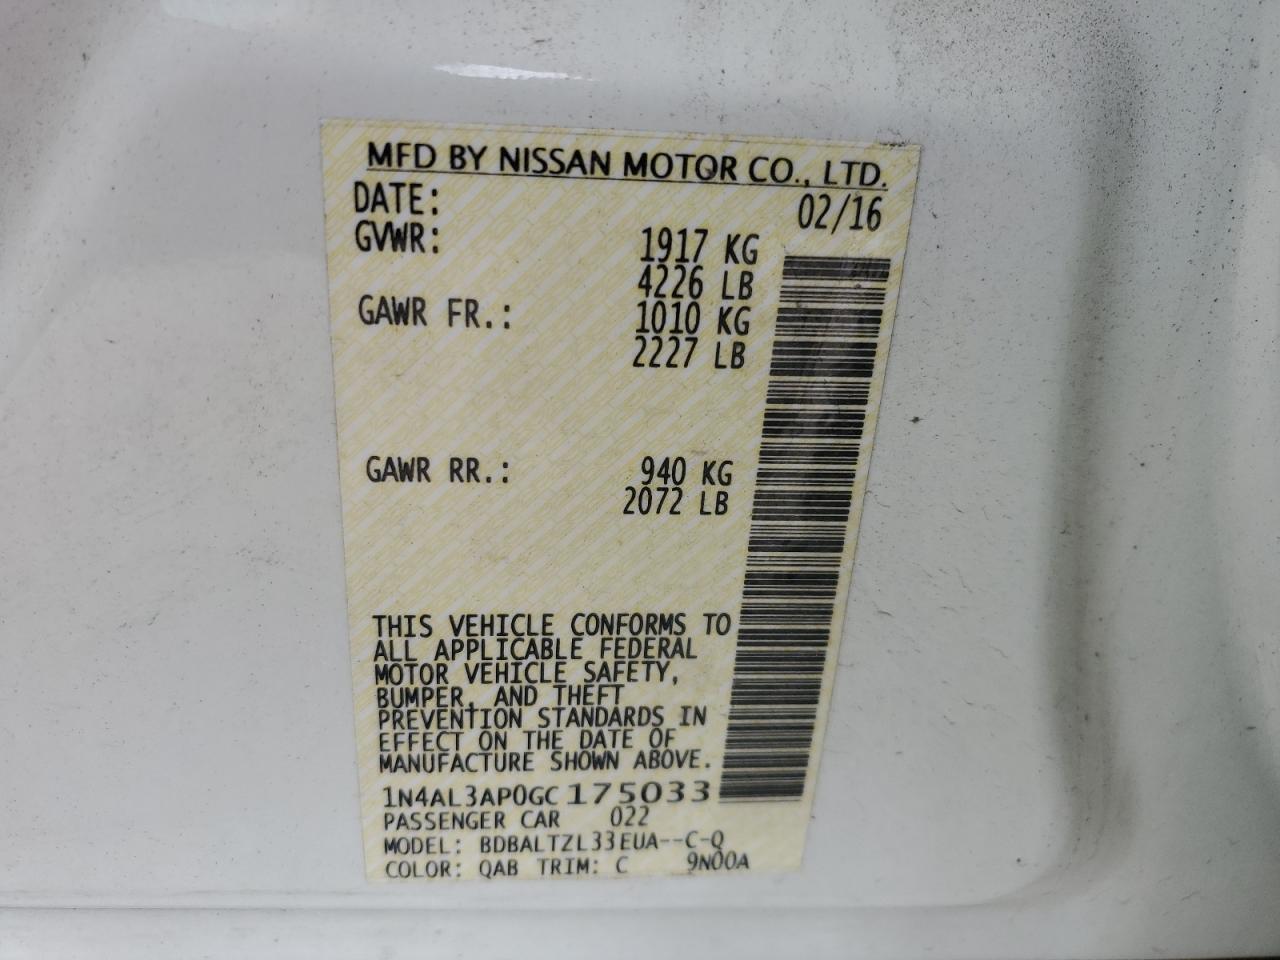 MFD BY NISSAN MOTOR CO., LTD.
DATE: 02/16
GVWR: 1917 KG
4226 LB
GAWR FR.: 1010 KG
2227 LB
GAWR RR.: 940 KG
2072 LB
THIS VEHICLE CONFORMS TO
ALL APPLICABLE FEDERAL
MOTOR VEHICLE SAFETY,
BUMPER, AND THEFT
PREVENTION STANDARDS IN
EFFECT ON THE DATE OF
MANUFACTURE SHOWN ABOVE.
1N4AL3AP0GC175033
PASSENGER CAR 022
MODEL: BDBALTZL33EUA--C-Q
COLOR: QAB TRIM: C 9N00A